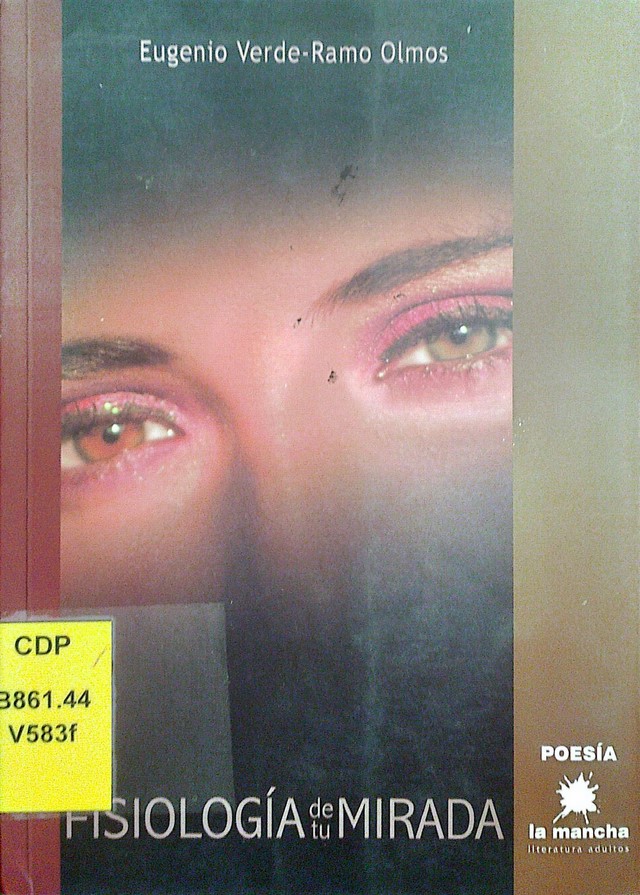 Eugenio Verde-Ramo Olmos
CDP
B861.44
V583f
FISIOLOGÍA de tu MIRADA
POESÍA
la mancha
literatura adultos